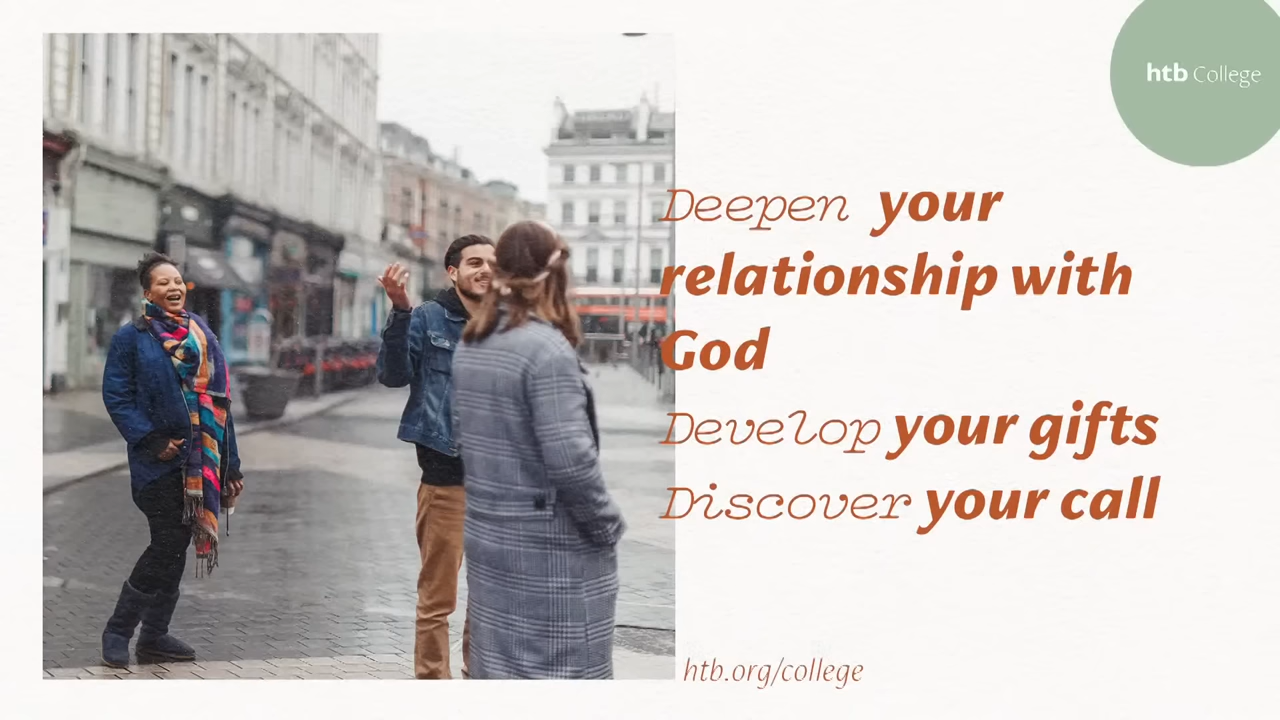 htb College
Deepen your
relationship with
God
Develop your gifts
Discover your call
htb.org/college